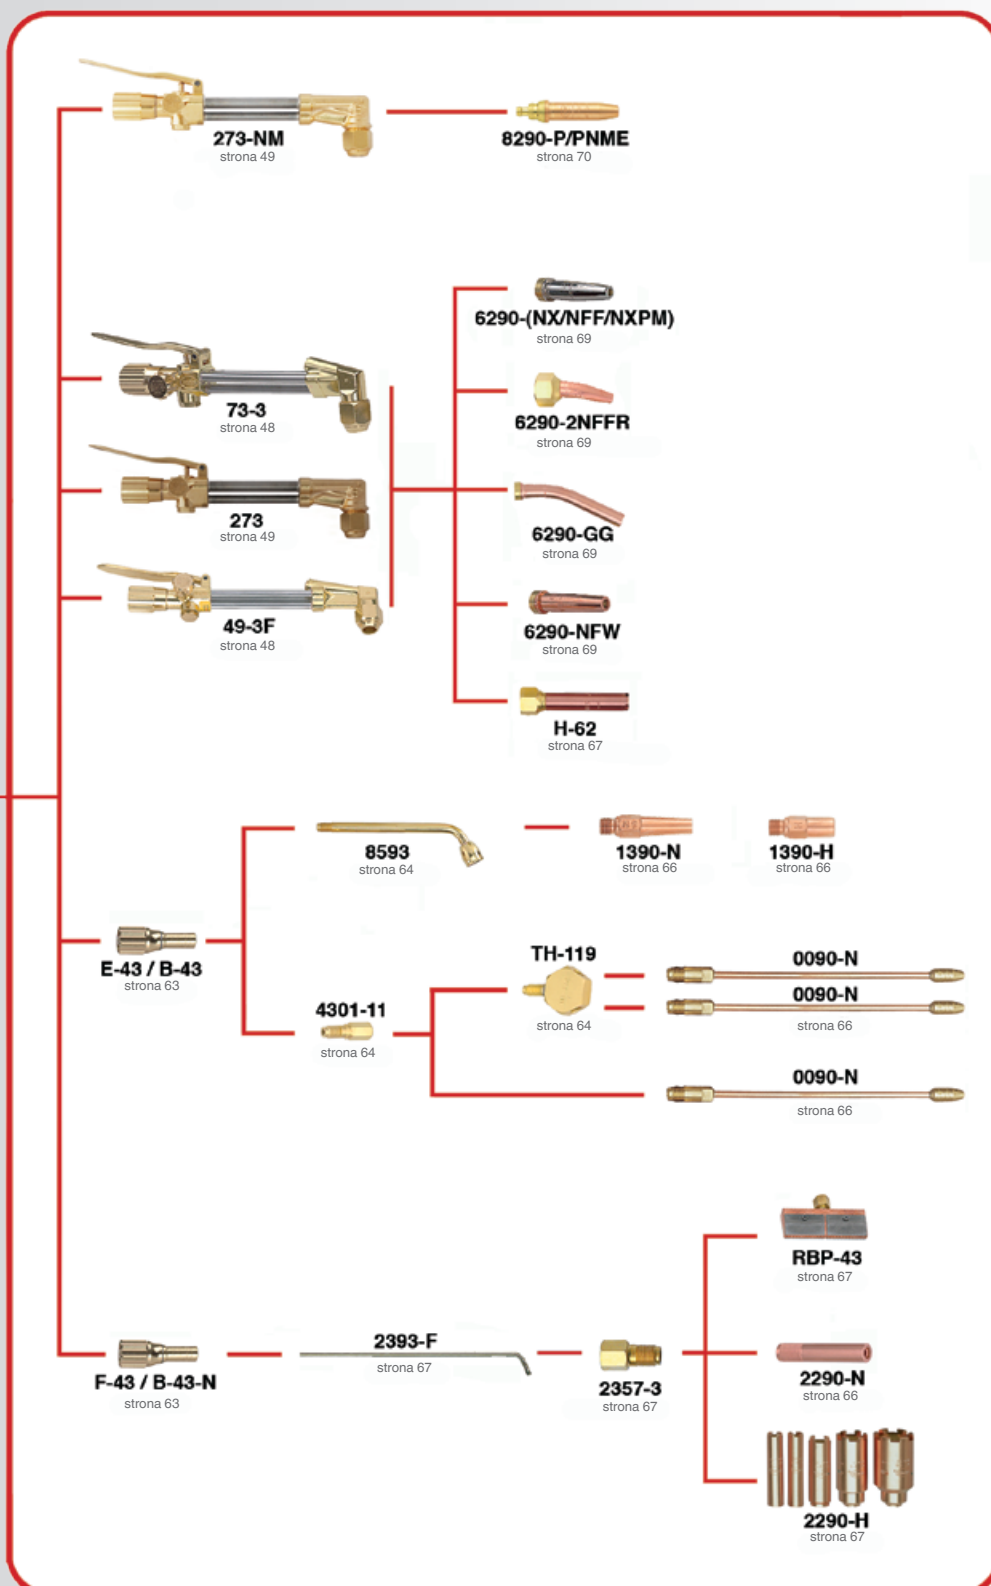 273-NM
strona 49
8290-P/PNME
strona 70
6290-(NX/NFF/NXPM)
strona 69
73-3
strona 48
6290-2NFFR
strona 69
273
strona 49
6290-GG
strona 69
49-3F
strona 48
6290-NFW
strona 69
H-62
strona 67
8593
strona 64
1390-N
strona 66
1390-H
strona 66
E-43 / B-43
strona 63
TH-119
strona 64
0090-N
0090-N
strona 66
4301-11
strona 64
0090-N
strona 66
RBP-43
strona 67
F-43 / B-43-N
strona 63
2393-F
strona 67
2357-3
strona 67
2290-N
strona 66
2290-H
strona 67